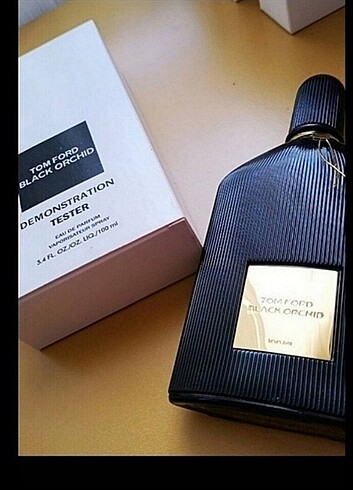 TOM FORD
BLACK ORCHID
DEMONSTRATION
TESTER
EAU DE PARFUM
VAPORISATEUR SPRAY
3.4 FL. OZ/OZ. LIQ./100 ml
TOM FORD
BLACK ORCHID